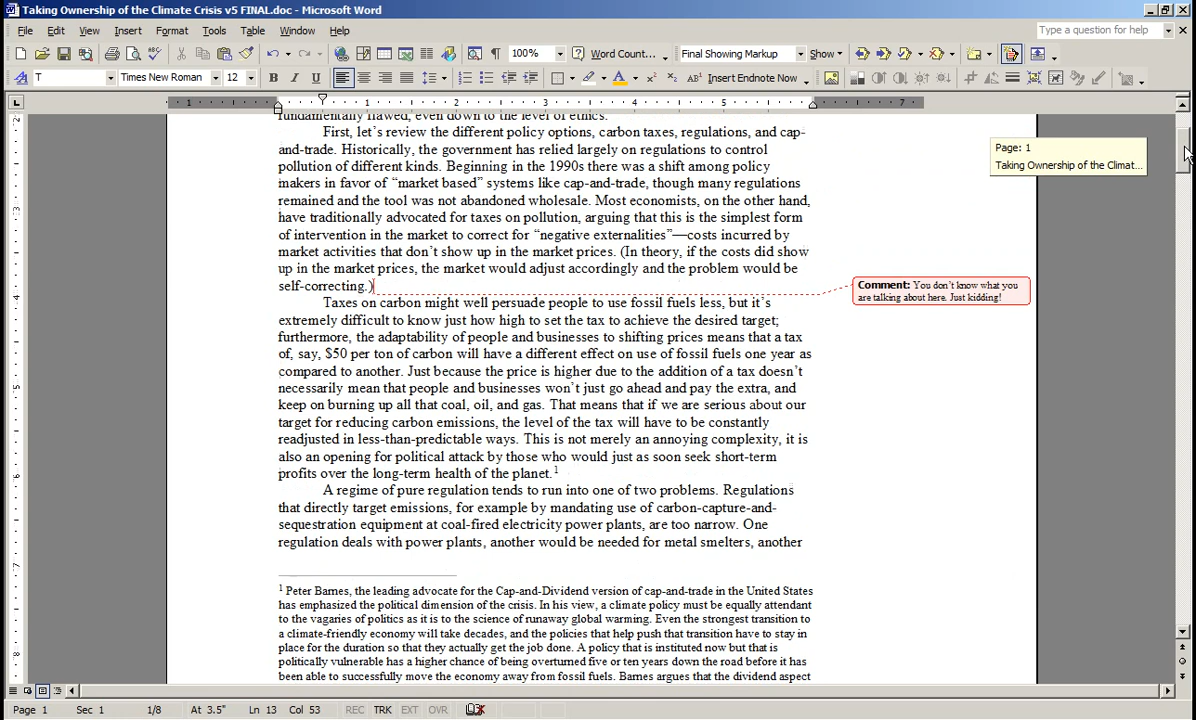 Taking Ownership of the Climate Crisis v5 FINAL.doc - Microsoft Word
File Edit View Insert Format Tools Table Window Help
Type a question for help
100% Word Count... Final Showing Markup Show
T Times New Roman 12 B I U Insert Endnote Now
1 1 2 3 4 5 7
fundamentally flawed, even down to the level of ethics.
First, let's review the different policy options, carbon taxes, regulations, and cap-
and-trade. Historically, the government has relied largely on regulations to control
pollution of different kinds. Beginning in the 1990s there was a shift among policy
makers in favor of “market based” systems like cap-and-trade, though many regulations
remained and the tool was not abandoned wholesale. Most economists, on the other hand,
have traditionally advocated for taxes on pollution, arguing that this is the simplest form
of intervention in the market to correct for “negative externalities”—costs incurred by
market activities that don't show up in the market prices. (In theory, if the costs did show
up in the market prices, the market would adjust accordingly and the problem would be
self-correcting.)
Page: 1
Taking Ownership of the Climat...
Comment: You don't know what you
are talking about here. Just kidding!
Taxes on carbon might well persuade people to use fossil fuels less, but it's
extremely difficult to know just how high to set the tax to achieve the desired target;
furthermore, the adaptability of people and businesses to shifting prices means that a tax
of, say, $50 per ton of carbon will have a different effect on use of fossil fuels one year as
compared to another. Just because the price is higher due to the addition of a tax doesn't
necessarily mean that people and businesses won't just go ahead and pay the extra, and
keep on burning up all that coal, oil, and gas. That means that if we are serious about our
target for reducing carbon emissions, the level of the tax will have to be constantly
readjusted in less-than-predictable ways. This is not merely an annoying complexity, it is
also an opening for political attack by those who would just as soon seek short-term
profits over the long-term health of the planet.1
A regime of pure regulation tends to run into one of two problems. Regulations
that directly target emissions, for example by mandating use of carbon-capture-and-
sequestration equipment at coal-fired electricity power plants, are too narrow. One
regulation deals with power plants, another would be needed for metal smelters, another
1 Peter Barnes, the leading advocate for the Cap-and-Dividend version of cap-and-trade in the United States
has emphasized the political dimension of the crisis. In his view, a climate policy must be equally attendant
to the vagaries of politics as it is to the science of runaway global warming. Even the strongest transition to
a climate-friendly economy will take decades, and the policies that help push that transition have to stay in
place for the duration so that they actually get the job done. A policy that is instituted now but that is
politically vulnerable has a higher chance of being overturned five or ten years down the road before it has
been able to successfully move the economy away from fossil fuels. Barnes argues that the dividend aspect
Page 1 Sec 1 1/8 At 3.5" Ln 13 Col 53 REC TRK EXT OVR